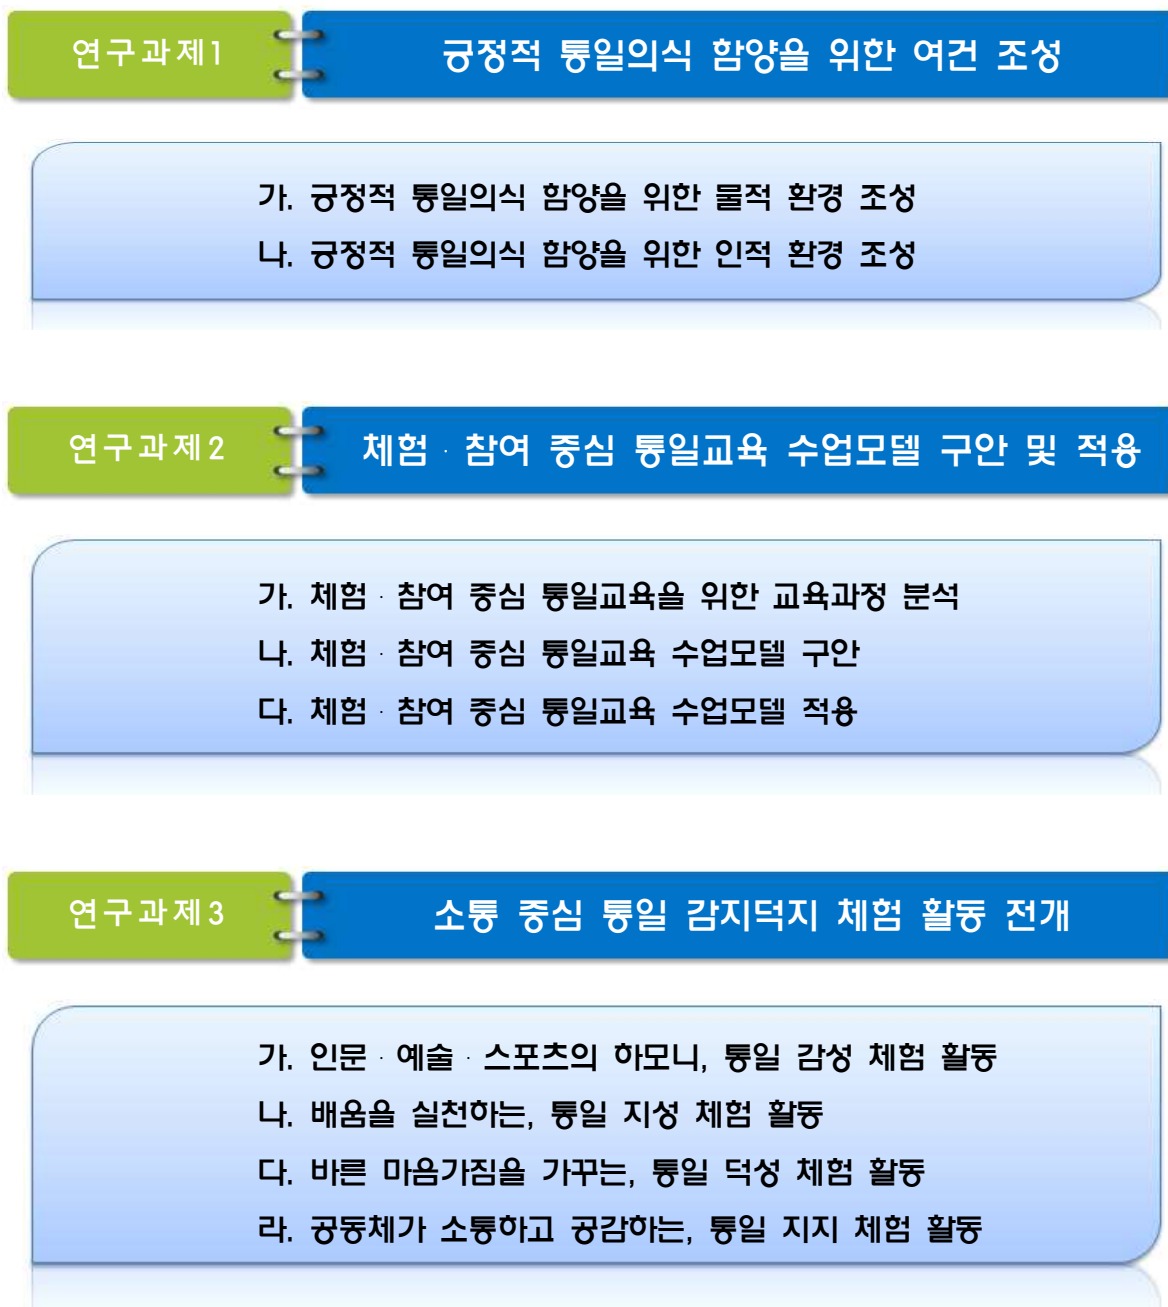 연구과제1
긍정적 통일의식 함양을 위한 여건 조성
가. 긍정적 통일의식 함양을 위한 물적 환경 조성
나. 긍정적 통일의식 함양을 위한 인적 환경 조성
연구과제2
체험·참여 중심 통일교육 수업모델 구안 및 적용
가. 체험·참여 중심 통일교육을 위한 교육과정 분석
나. 체험·참여 중심 통일교육 수업모델 구안
다. 체험·참여 중심 통일교육 수업모델 적용
연구과제3
소통 중심 통일 감지덕지 체험 활동 전개
가. 인문·예술·스포츠의 하모니, 통일 감성 체험 활동
나. 배움을 실천하는, 통일 지성 체험 활동
다. 바른 마음가짐을 가꾸는, 통일 덕성 체험 활동
라. 공동체가 소통하고 공감하는, 통일 지지 체험 활동